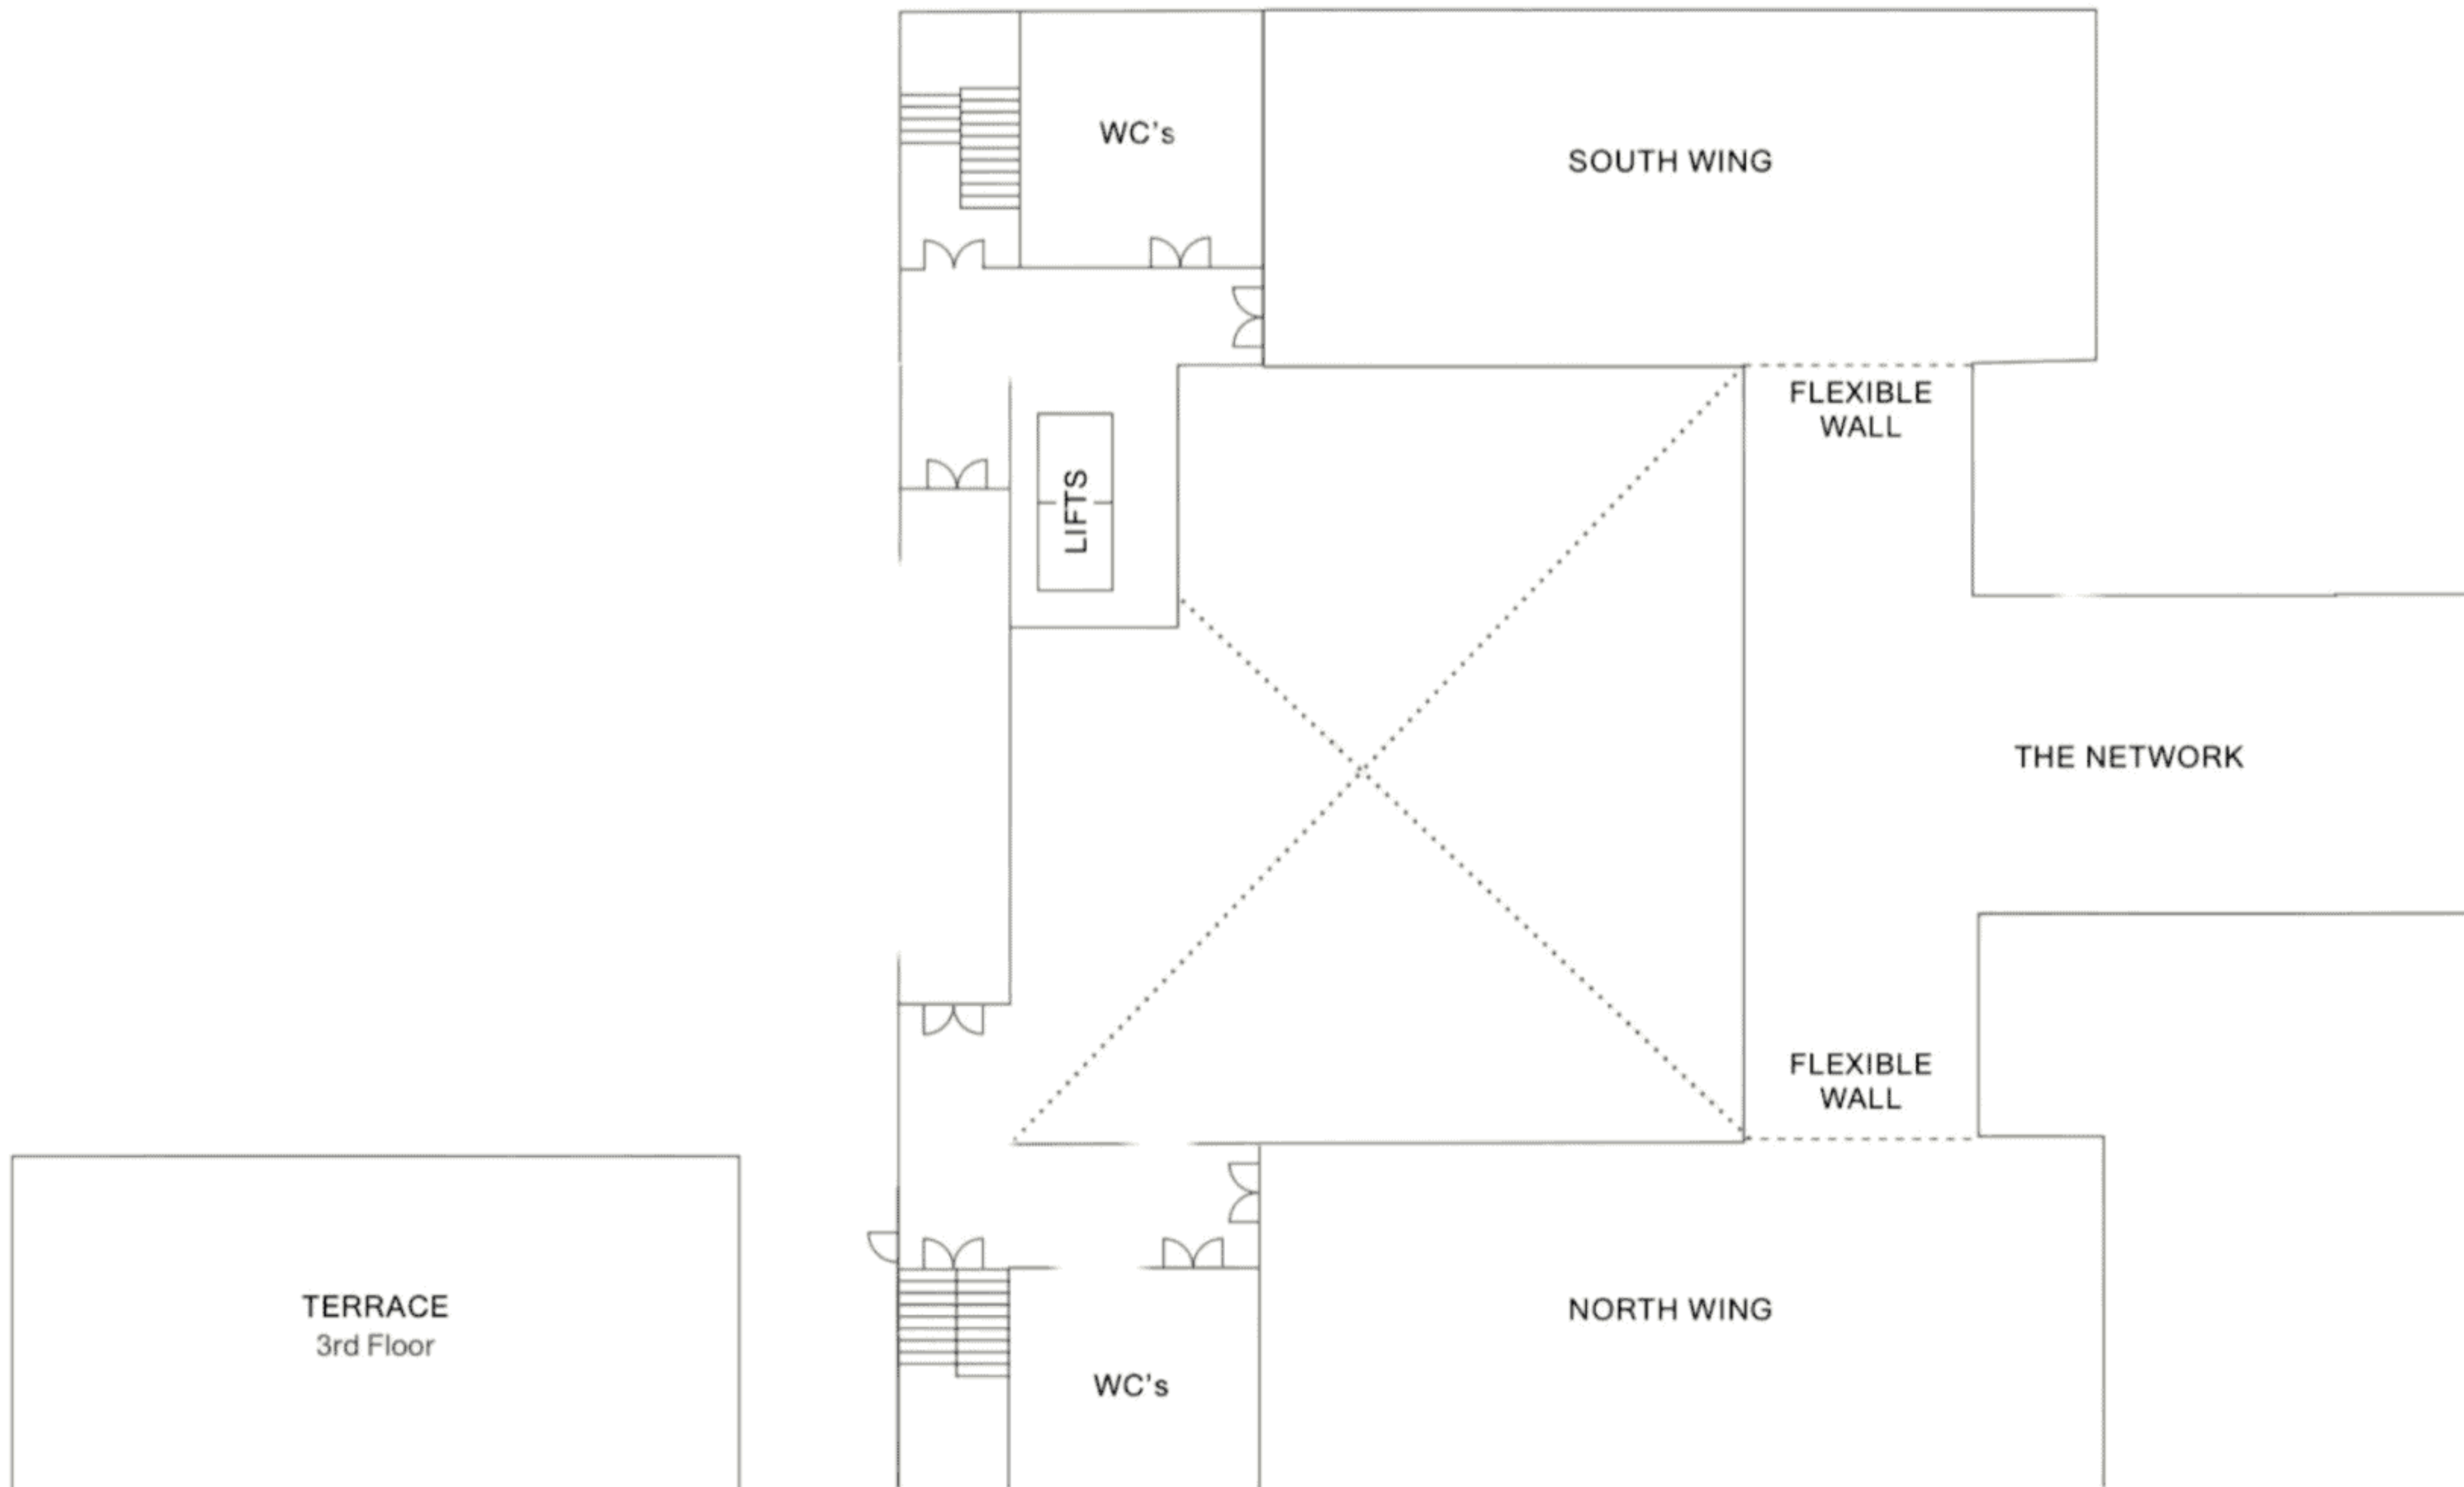 WC's
SOUTH WING
FLEXIBLE
WALL
LIFTS
THE NETWORK
FLEXIBLE
WALL
TERRACE
3rd Floor
NORTH WING
WC's